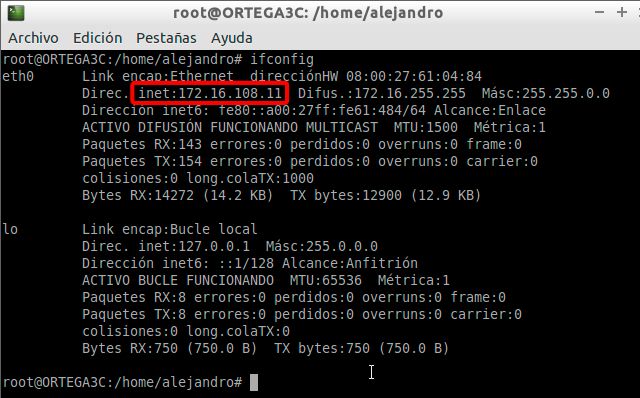 root@ORTEGA3C: /home/alejandro
Archivo Edición Pestañas Ayuda
root@ORTEGA3C:/home/alejandro# ifconfig
eth0 Link encap:Ethernet direcciónHW 08:00:27:61:04:84
Direc. inet:172.16.108.11 Difus.:172.16.255.255 Másc:255.255.0.0
Dirección inet6: fe80::a00:27ff:fe61:484/64 Alcance:Enlace
ACTIVO DIFUSIÓN FUNCIONANDO MULTICAST MTU:1500 Métrica:1
Paquetes RX:143 errores:0 perdidos:0 overruns:0 frame:0
Paquetes TX:154 errores:0 perdidos:0 overruns:0 carrier:0
colisiones:0 long.colaTX:1000
Bytes RX:14272 (14.2 KB) TX bytes:12900 (12.9 KB)
lo Link encap:Bucle local
Direc. inet:127.0.0.1 Másc:255.0.0.0
Dirección inet6: ::1/128 Alcance:Anfitrión
ACTIVO BUCLE FUNCIONANDO MTU:65536 Métrica:1
Paquetes RX:8 errores:0 perdidos:0 overruns:0 frame:0
Paquetes TX:8 errores:0 perdidos:0 overruns:0 carrier:0
colisiones:0 long.colaTX:0
Bytes RX:750 (750.0 B) TX bytes:750 (750.0 B)
root@ORTEGA3C:/home/alejandro#